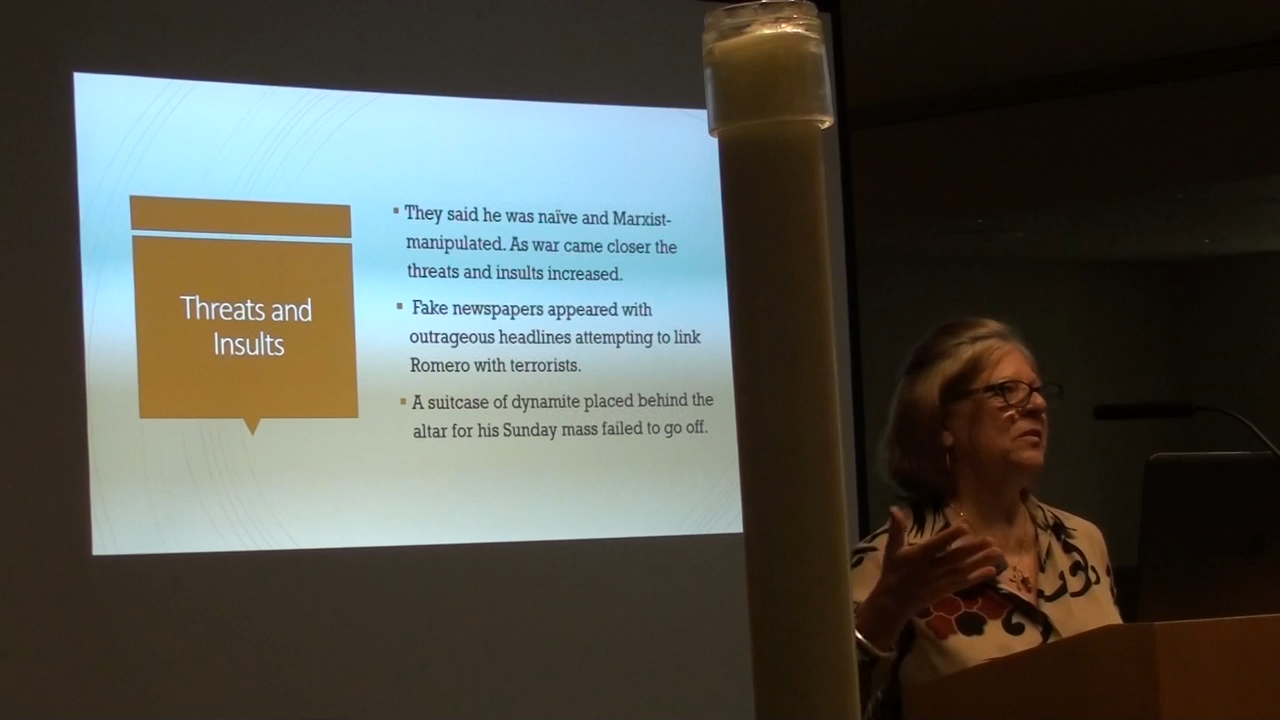 Threats and
Insults
They said he was naïve and Marxist-
manipulated. As war came closer the
threats and insults increased.
Fake newspapers appeared with
outrageous headlines attempting to link
Romero with terrorists.
A suitcase of dynamite placed behind the
altar for his Sunday mass failed to go off.